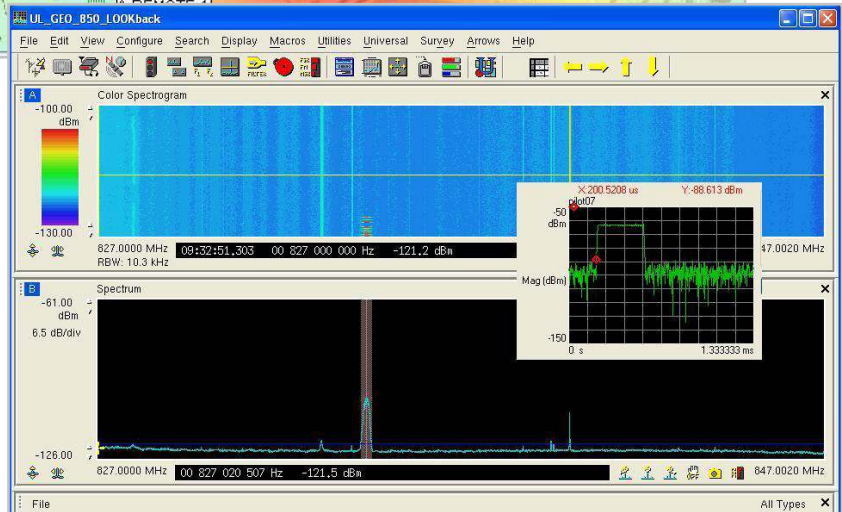 REMOTE 1
UL_GEO_850_LOOKback
File Edit View Configure Search Display Macros Utilities Universal Survey Arrows Help
A Color Spectrogram
-100.00
dBm
-130.00
827.0000 MHz 09:32:51.303 00 827 000 000 Hz -121.2 dBm 47.0020 MHz
RBW: 10.3 kHz
X:200.5208 us Y:-88.613 dBm
pilot07
-50
dBm
Mag (dBm)
-150
0. s 1.333333 ms
B Spectrum
-61.00
dBm
6.5 dB/div
-126.00
827.0000 MHz 00 827 020 507 Hz -121.5 dBm 847.0020 MHz
File All Types